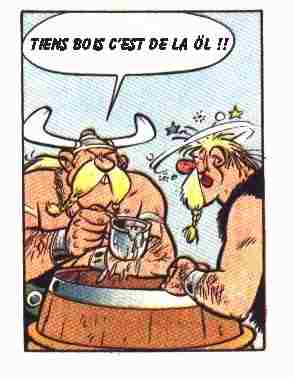 TIENS BOIS C'EST DE LA ÖL !!